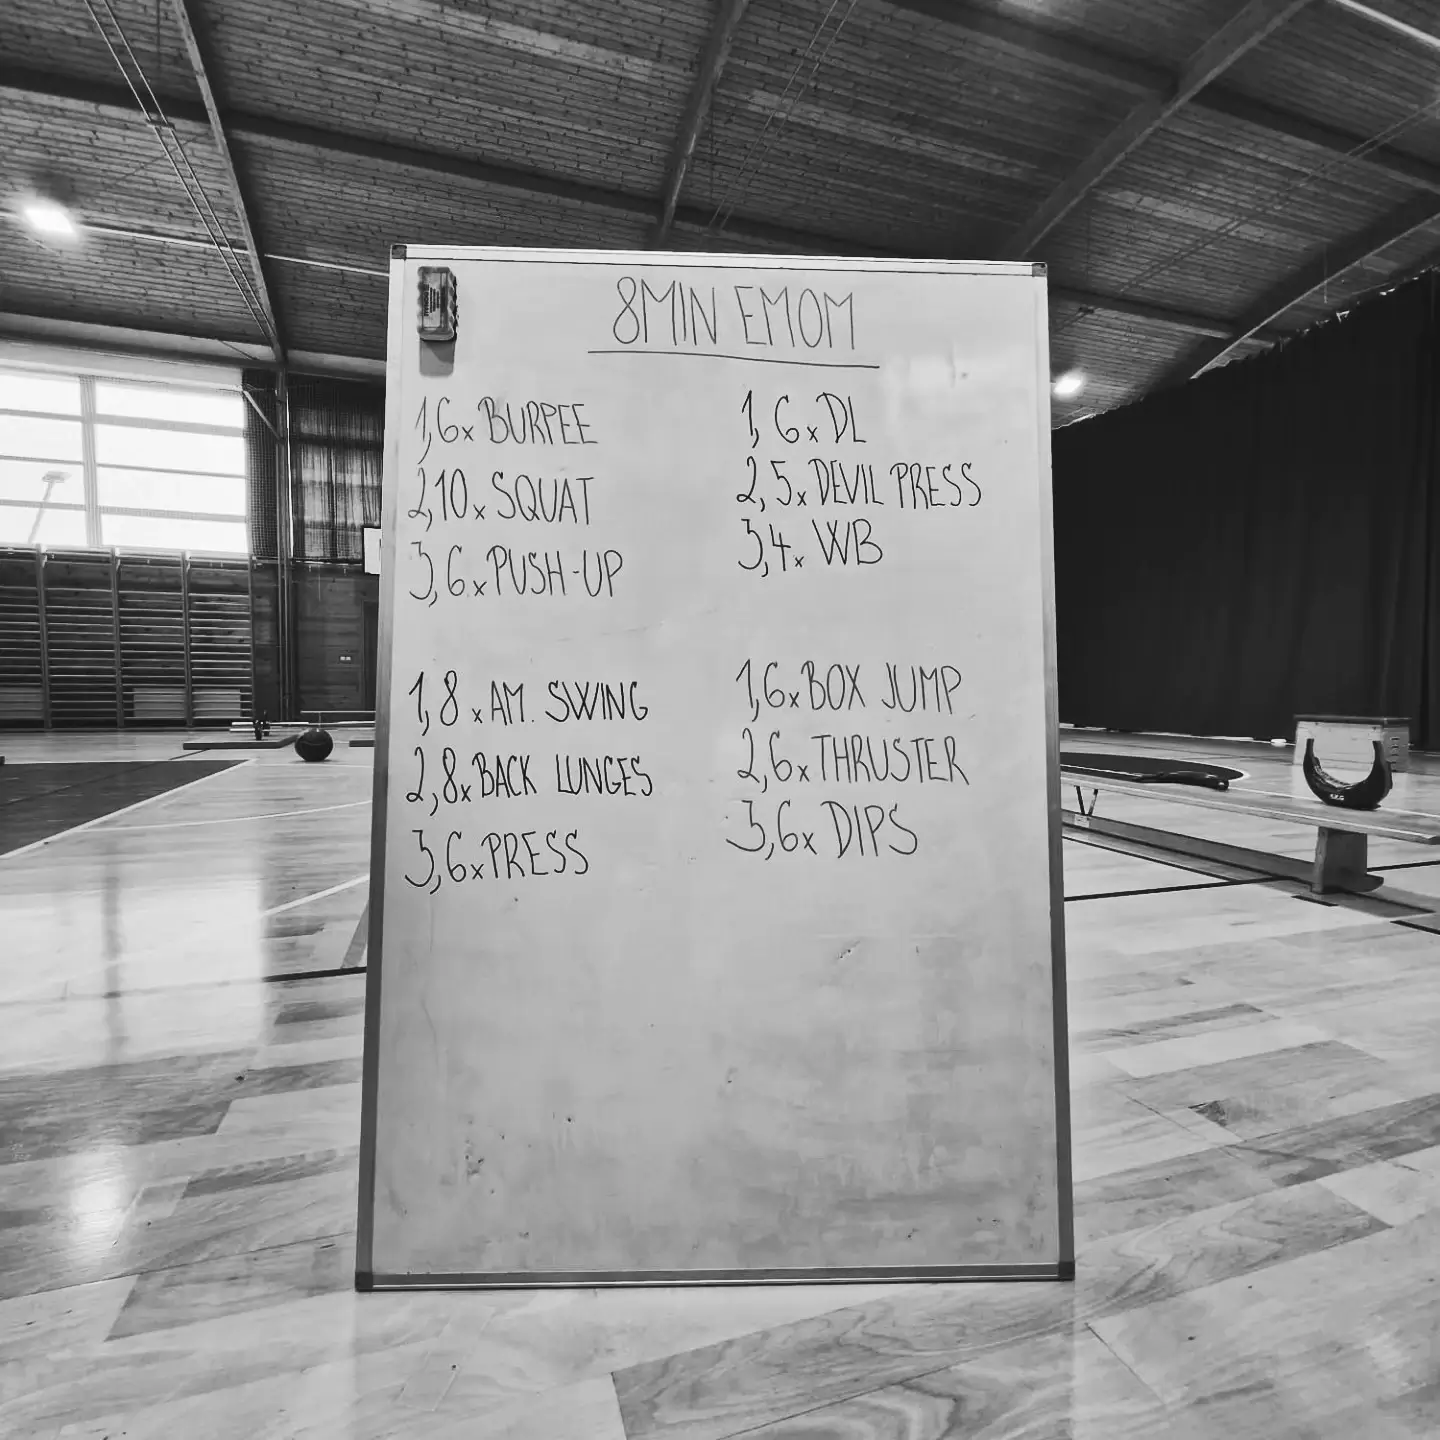 8MIN EMOM
1, 6x BURPEE
2, 10x SQUAT
3, 6x PUSH-UP
1, 6x DL
2, 5x DEVIL PRESS
3, 4x WB
1, 8x AM. SWING
2, 8x BACK LUNGES
3, 6x PRESS
1, 6x BOX JUMP
2, 6x THRUSTER
3, 6x DIPS